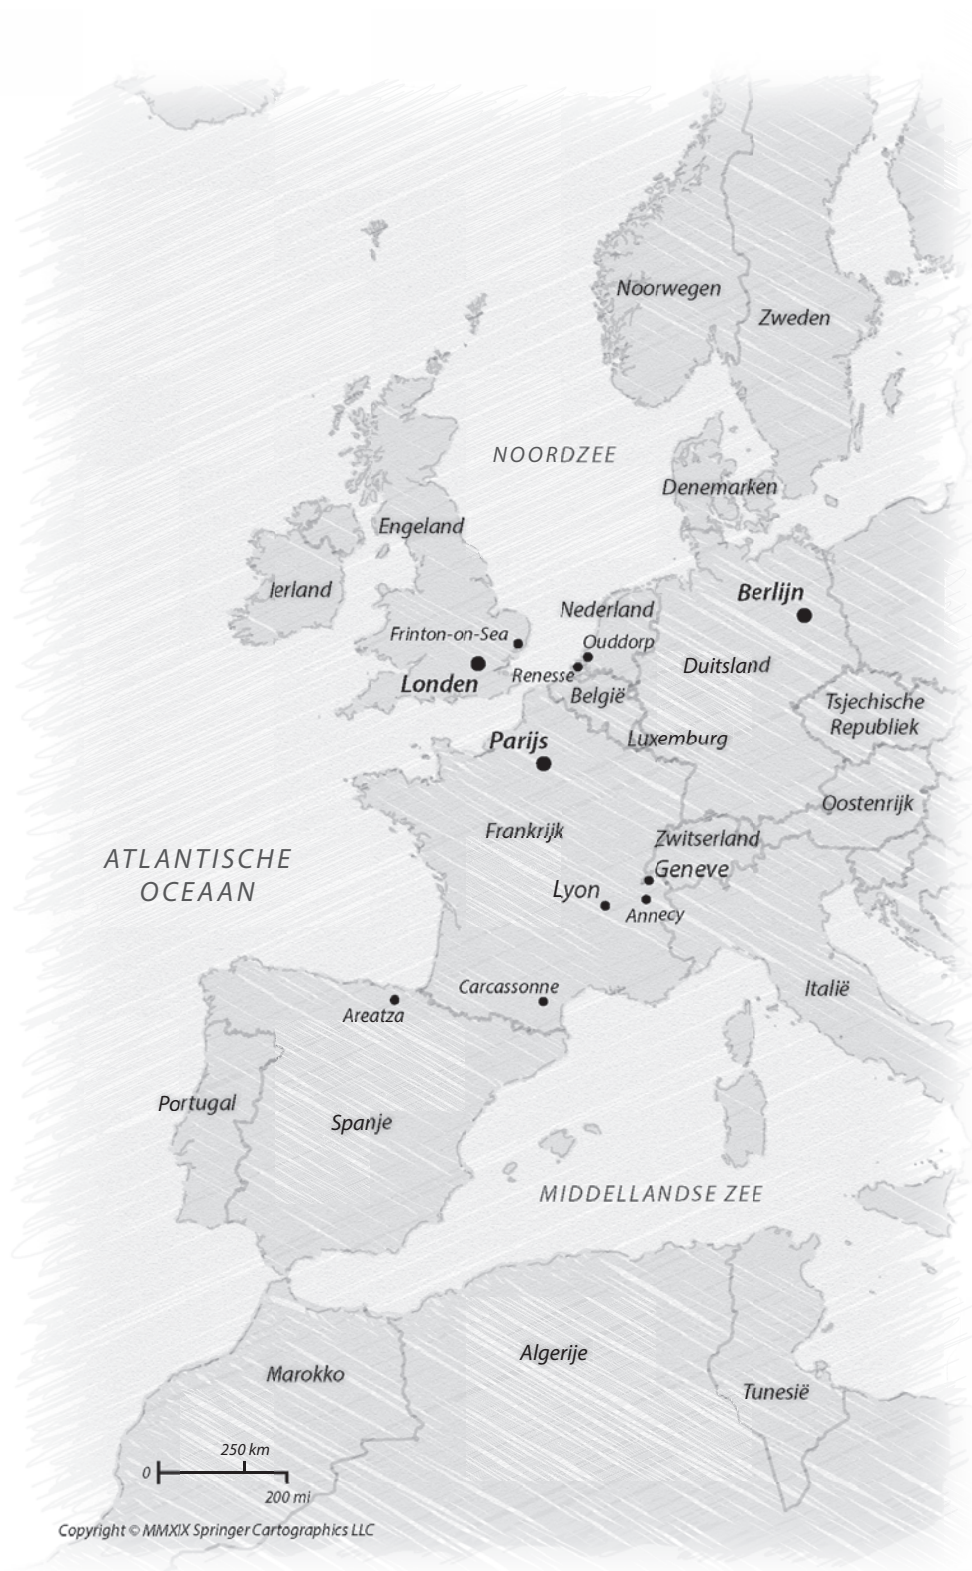 Noorwegen
Zweden
NOORDZEE
Denemarken
Engeland
Ierland
Berlijn
Nederland
Frinton-on-Sea
Ouddorp
Duitsland
Renesse
Londen
België
Tsjechische
Republiek
Parijs
Luxemburg
Oostenrijk
Frankrijk
Zwitserland
ATLANTISCHE
OCEAAN
Geneve
Lyon
Annecy
Carcassonne
Italië
Areatza
Portugal
Spanje
MIDDELLANDSE ZEE
Algerije
Marokko
Tunesië
250 km
0
200 mi
Copyright © MMXIX Springer Cartographics LLC